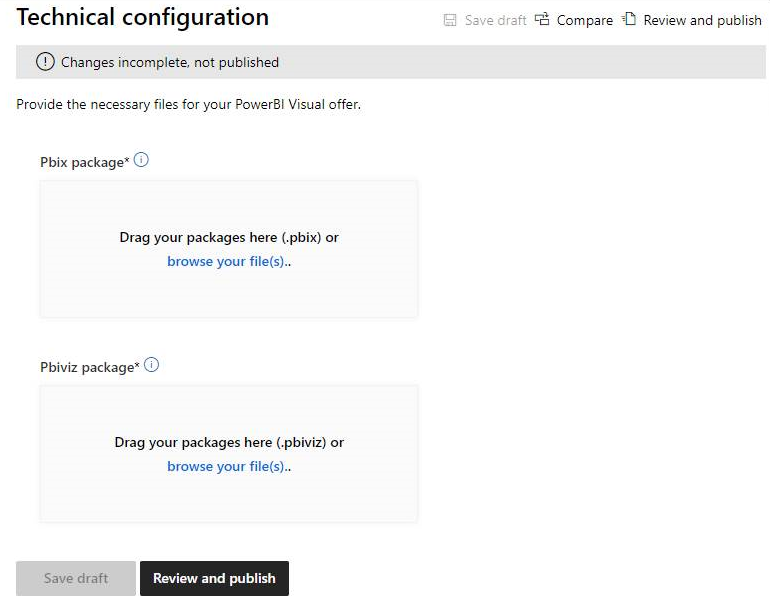 Technical configuration
Save draft Compare Review and publish
Changes incomplete, not published
Provide the necessary files for your PowerBI Visual offer.
Pbix package*
Drag your packages here (.pbix) or
browse your file(s)..
Pbiviz package*
Drag your packages here (.pbiviz) or
browse your file(s)..
Save draft Review and publish